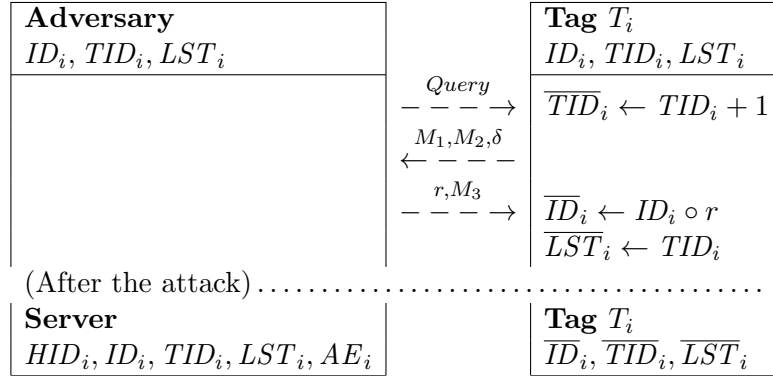 Adversary
ID_i, TID_i, LST_i
Tag T_i
ID_i, TID_i, LST_i
Query
\overline{TID}_i ← TID_i + 1
M_1,M_2,δ
r,M_3
\overline{ID}_i ← ID_i ∘ r
\overline{LST}_i ← TID_i
(After the attack)
Server
HID_i, ID_i, TID_i, LST_i, AE_i
Tag T_i
\overline{ID}_i, \overline{TID}_i, \overline{LST}_i